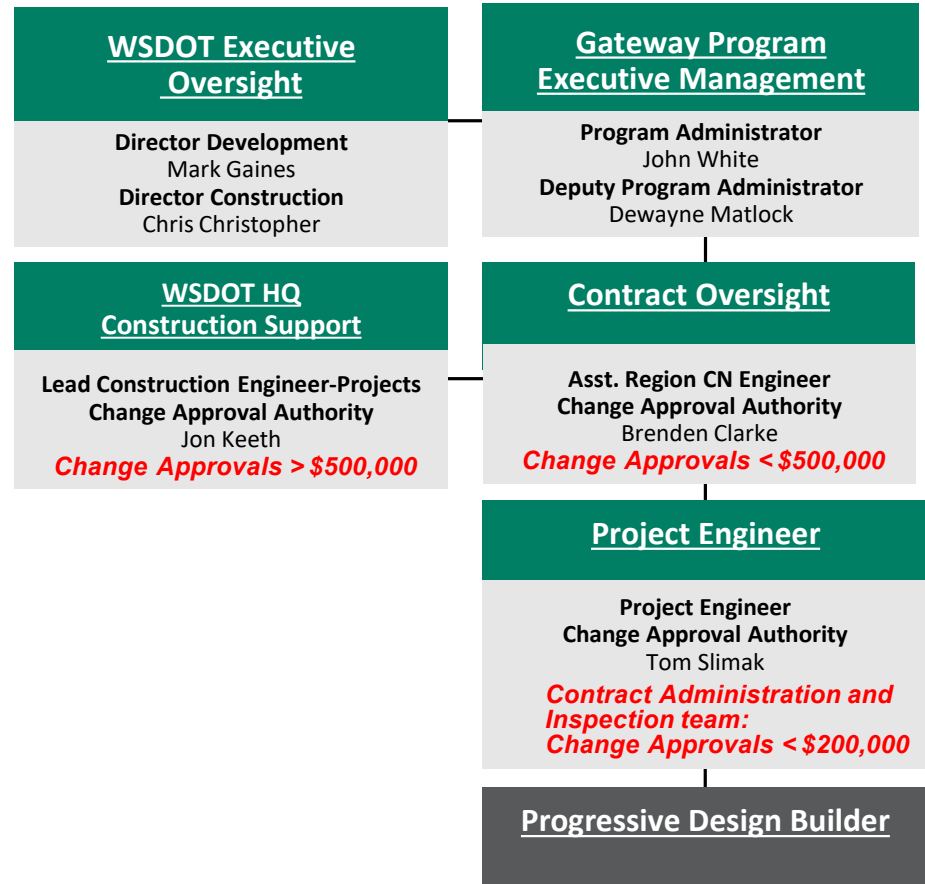 WSDOT Executive
Oversight
Director Development
Mark Gaines
Director Construction
Chris Christopher
Gateway Program
Executive Management
Program Administrator
John White
Deputy Program Administrator
Dewayne Matlock
WSDOT HQ
Construction Support
Lead Construction Engineer-Projects
Change Approval Authority
Jon Keeth
Change Approvals > $500,000
Contract Oversight
Asst. Region CN Engineer
Change Approval Authority
Brenden Clarke
Change Approvals < $500,000
Project Engineer
Project Engineer
Change Approval Authority
Tom Slimak
Contract Administration and
Inspection team:
Change Approvals < $200,000
Progressive Design Builder